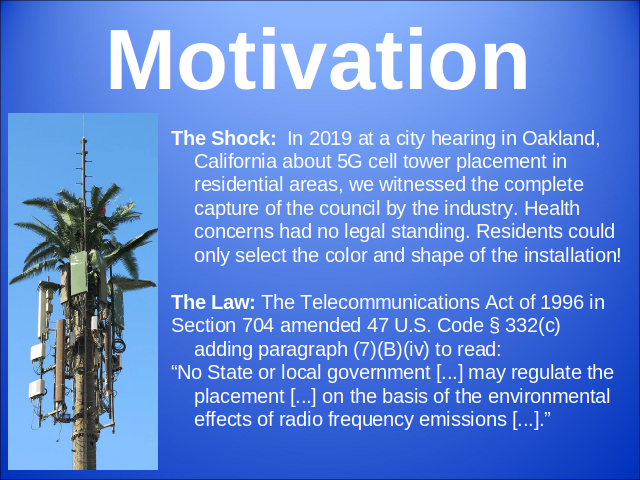 Motivation
The Shock: In 2019 at a city hearing in Oakland,
California about 5G cell tower placement in
residential areas, we witnessed the complete
capture of the council by the industry. Health
concerns had no legal standing. Residents could
only select the color and shape of the installation!
The Law: The Telecommunications Act of 1996 in
Section 704 amended 47 U.S. Code § 332(c)
adding paragraph (7)(B)(iv) to read:
“No State or local government [...] may regulate the
placement [...] on the basis of the environmental
effects of radio frequency emissions [...].”